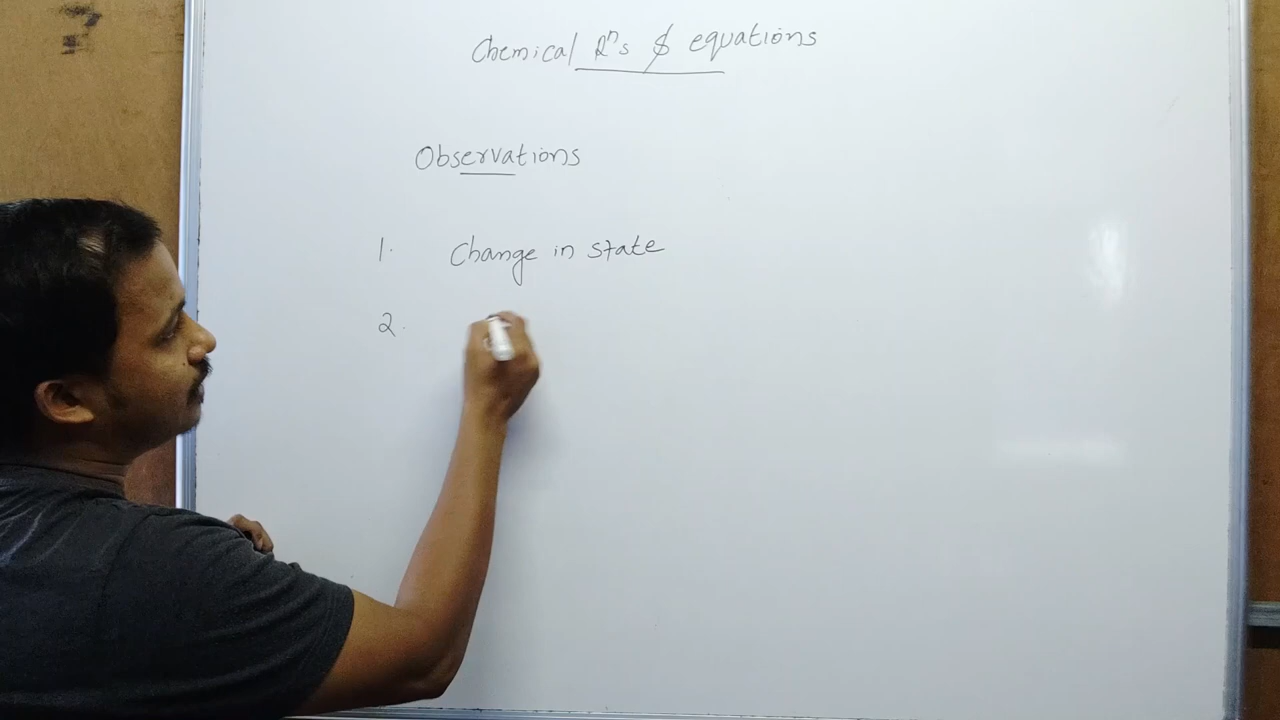 Chemical Rⁿs & equations
Observations
1. Change in state
2.